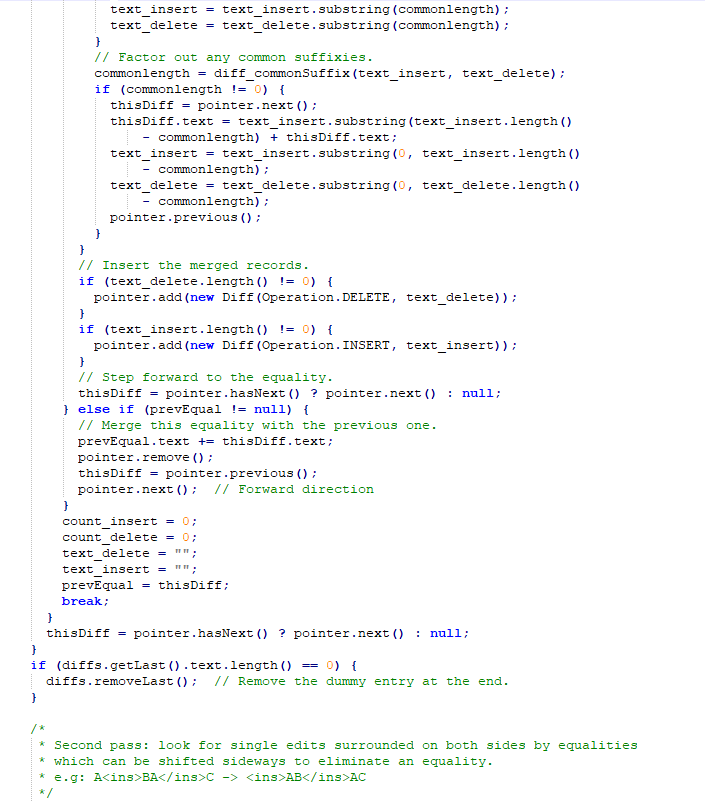 text_insert = text_insert.substring(commonlength);
text_delete = text_delete.substring(commonlength);
}
// Factor out any common suffixies.
commonlength = diff_commonSuffix(text_insert, text_delete);
if (commonlength != 0) {
thisDiff = pointer.next();
thisDiff.text = text_insert.substring(text_insert.length()
- commonlength) + thisDiff.text;
text_insert = text_insert.substring(0, text_insert.length()
- commonlength);
text_delete = text_delete.substring(0, text_delete.length()
- commonlength);
pointer.previous();
}
}
// Insert the merged records.
if (text_delete.length() != 0) {
pointer.add(new Diff(Operation.DELETE, text_delete));
}
if (text_insert.length() != 0) {
pointer.add(new Diff(Operation.INSERT, text_insert));
}
// Step forward to the equality.
thisDiff = pointer.hasNext() ? pointer.next() : null;
} else if (prevEqual != null) {
// Merge this equality with the previous one.
prevEqual.text += thisDiff.text;
pointer.remove();
thisDiff = pointer.previous();
pointer.next();  // Forward direction
}
count_insert = 0;
count_delete = 0;
text_delete = "";
text_insert = "";
prevEqual = thisDiff;
break;
}
thisDiff = pointer.hasNext() ? pointer.next() : null;
}
if (diffs.getLast().text.length() == 0) {
diffs.removeLast();  // Remove the dummy entry at the end.
}
/*
* Second pass: look for single edits surrounded on both sides by equalities
* which can be shifted sideways to eliminate an equality.
* e.g: A<ins>BA</ins>C -> <ins>AB</ins>AC
*/